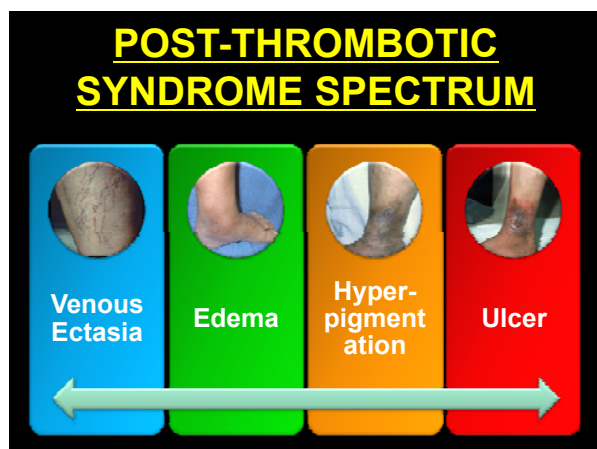 POST-THROMBOTIC
SYNDROME SPECTRUM
Venous
Ectasia
Edema
Hyper-
pigment
ation
Ulcer